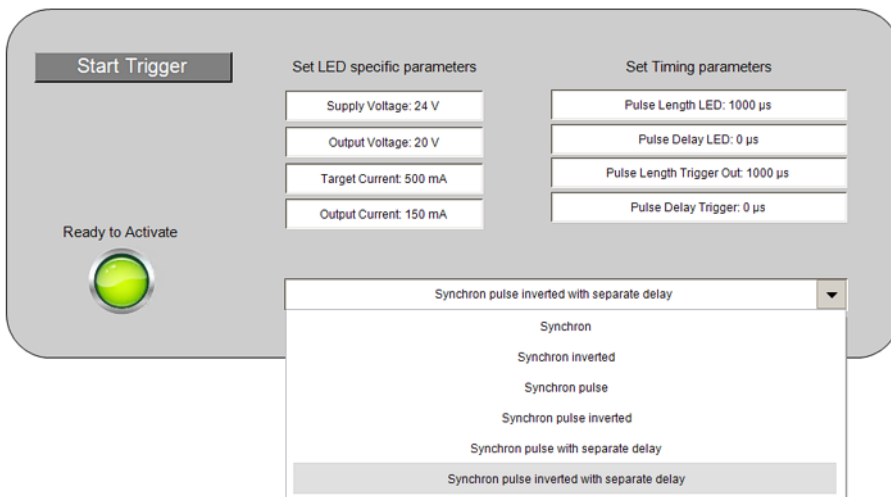 Start Trigger
Set LED specific parameters
Set Timing parameters
Supply Voltage: 24 V
Output Voltage: 20 V
Target Current: 500 mA
Output Current: 150 mA
Pulse Length LED: 1000 µs
Pulse Delay LED: 0 µs
Pulse Length Trigger Out: 1000 µs
Pulse Delay Trigger: 0 µs
Ready to Activate
Synchron pulse inverted with separate delay
Synchron
Synchron inverted
Synchron pulse
Synchron pulse inverted
Synchron pulse with separate delay
Synchron pulse inverted with separate delay